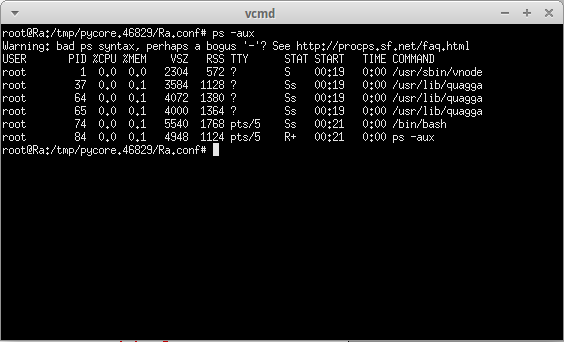 vcmd
root@Ra:/tmp/pycore.46829/Ra.conf# ps -aux
Warning: bad ps syntax, perhaps a bogus '-'? See http://procps.sf.net/faq.html
USER       PID %CPU %MEM    VSZ   RSS TTY      STAT START   TIME COMMAND
root         1  0.0  0.0   2304   572 ?        S    00:19   0:00 /usr/sbin/vnode
root        37  0.0  0.1   3584  1128 ?        Ss   00:19   0:00 /usr/lib/quagga
root        64  0.0  0.1   4072  1380 ?        Ss   00:19   0:00 /usr/lib/quagga
root        65  0.0  0.1   4000  1364 ?        Ss   00:19   0:00 /usr/lib/quagga
root        74  0.0  0.1   5540  1768 pts/5    Ss   00:21   0:00 /bin/bash
root        84  0.0  0.1   4948  1124 pts/5    R+   00:21   0:00 ps -aux
root@Ra:/tmp/pycore.46829/Ra.conf#